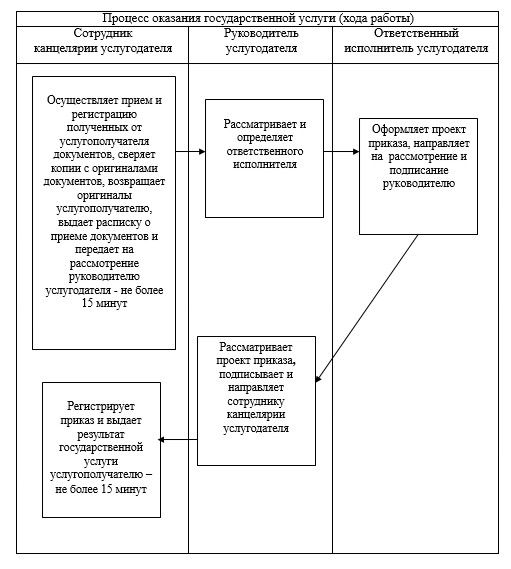 Процесс оказания государственной услуги (хода работы)
Сотрудник
канцелярии услугодателя
Руководитель
услугодателя
Ответственный
исполнитель услугодателя
Осуществляет прием и
регистрацию
полученных от
услугополучателя
документов, сверяет
копии с оригиналами
документов, возвращает
оригиналы
услугополучателю,
выдает расписку о
приеме документов и
передает на
рассмотрение
руководителю
услугодателя - не более
15 минут
Рассматривает и
определяет
ответственного
исполнителя
Оформляет проект
приказа, направляет
на рассмотрение и
подписание
руководителю
Рассматривает
проект приказа,
подписывает и
направляет
сотруднику
канцелярии
услугодателя
Регистрирует
приказ и выдает
результат
государственной
услуги
услугополучателю –
не более 15 минут